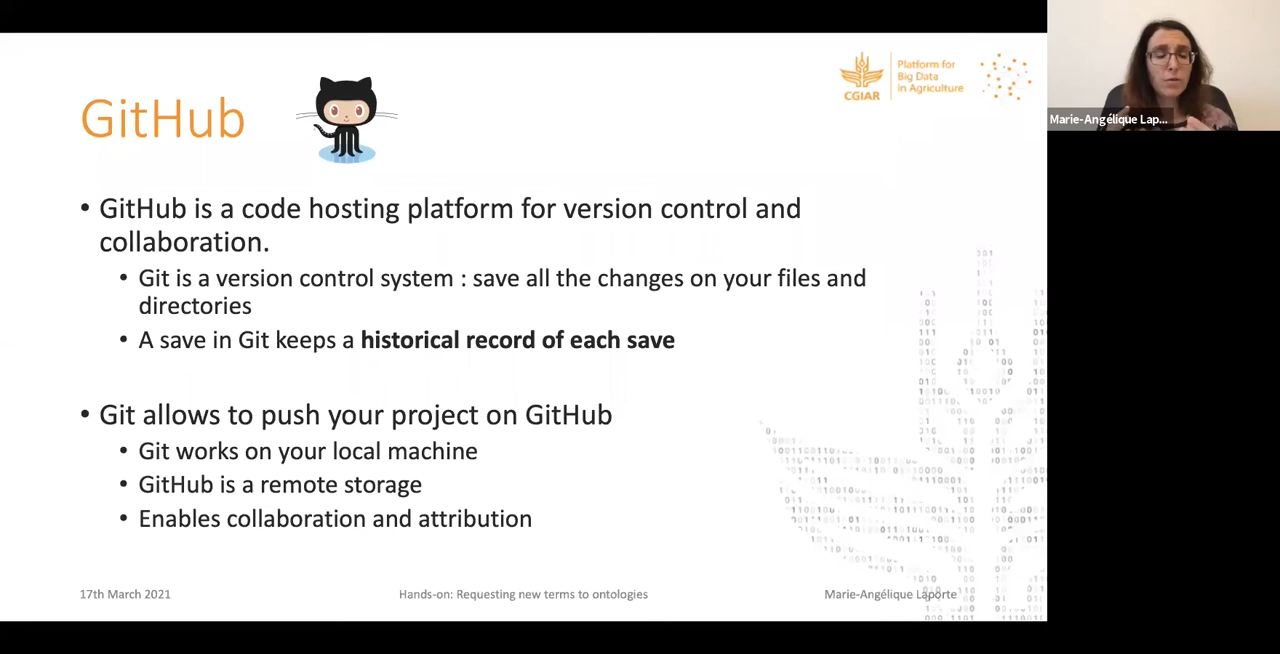 GitHub
CGIAR
Platform for
Big Data
in Agriculture
Marie-Angélique Lap...
• GitHub is a code hosting platform for version control and
collaboration.
• Git is a version control system : save all the changes on your files and
directories
• A save in Git keeps a historical record of each save
• Git allows to push your project on GitHub
• Git works on your local machine
• GitHub is a remote storage
• Enables collaboration and attribution
17th March 2021
Hands-on: Requesting new terms to ontologies
Marie-Angélique Laporte